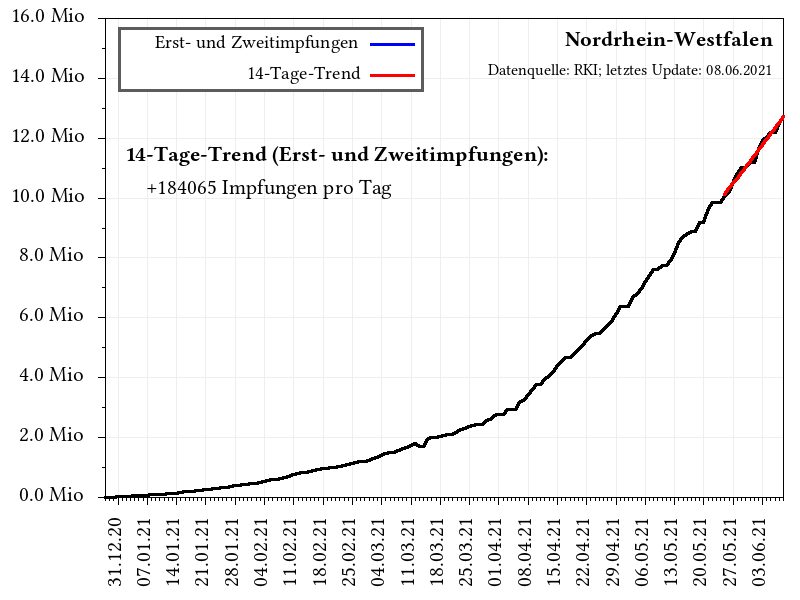 16.0 Mio
14.0 Mio
12.0 Mio
10.0 Mio
8.0 Mio
6.0 Mio
4.0 Mio
2.0 Mio
0.0 Mio
Erst- und Zweitimpfungen
14-Tage-Trend
Nordrhein-Westfalen
Datenquelle: RKI; letztes Update: 08.06.2021
14-Tage-Trend (Erst- und Zweitimpfungen):
+184065 Impfungen pro Tag
31.12.20
07.01.21
14.01.21
21.01.21
28.01.21
04.02.21
11.02.21
18.02.21
25.02.21
04.03.21
11.03.21
18.03.21
25.03.21
01.04.21
08.04.21
15.04.21
22.04.21
29.04.21
06.05.21
13.05.21
20.05.21
27.05.21
03.06.21